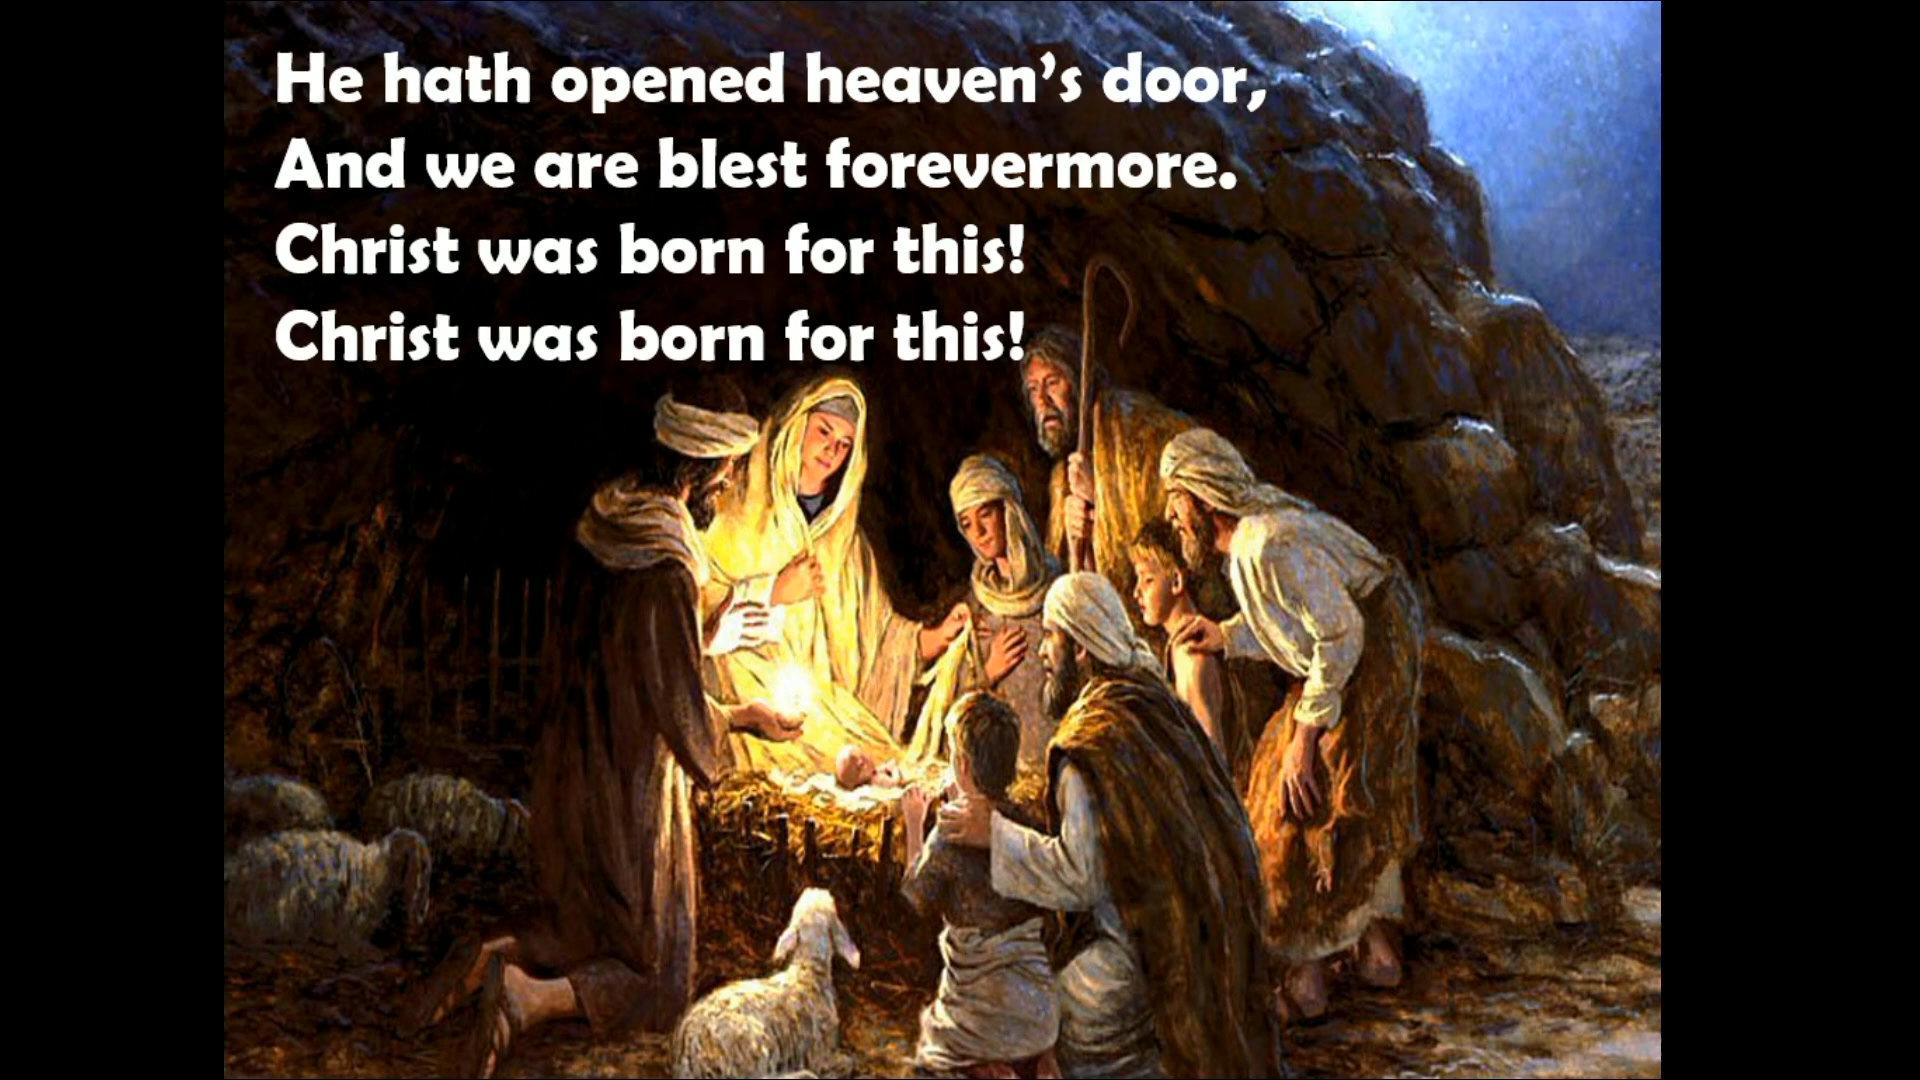 He hath opened heaven’s door,
And we are blest forevermore.
Christ was born for this!
Christ was born for this!